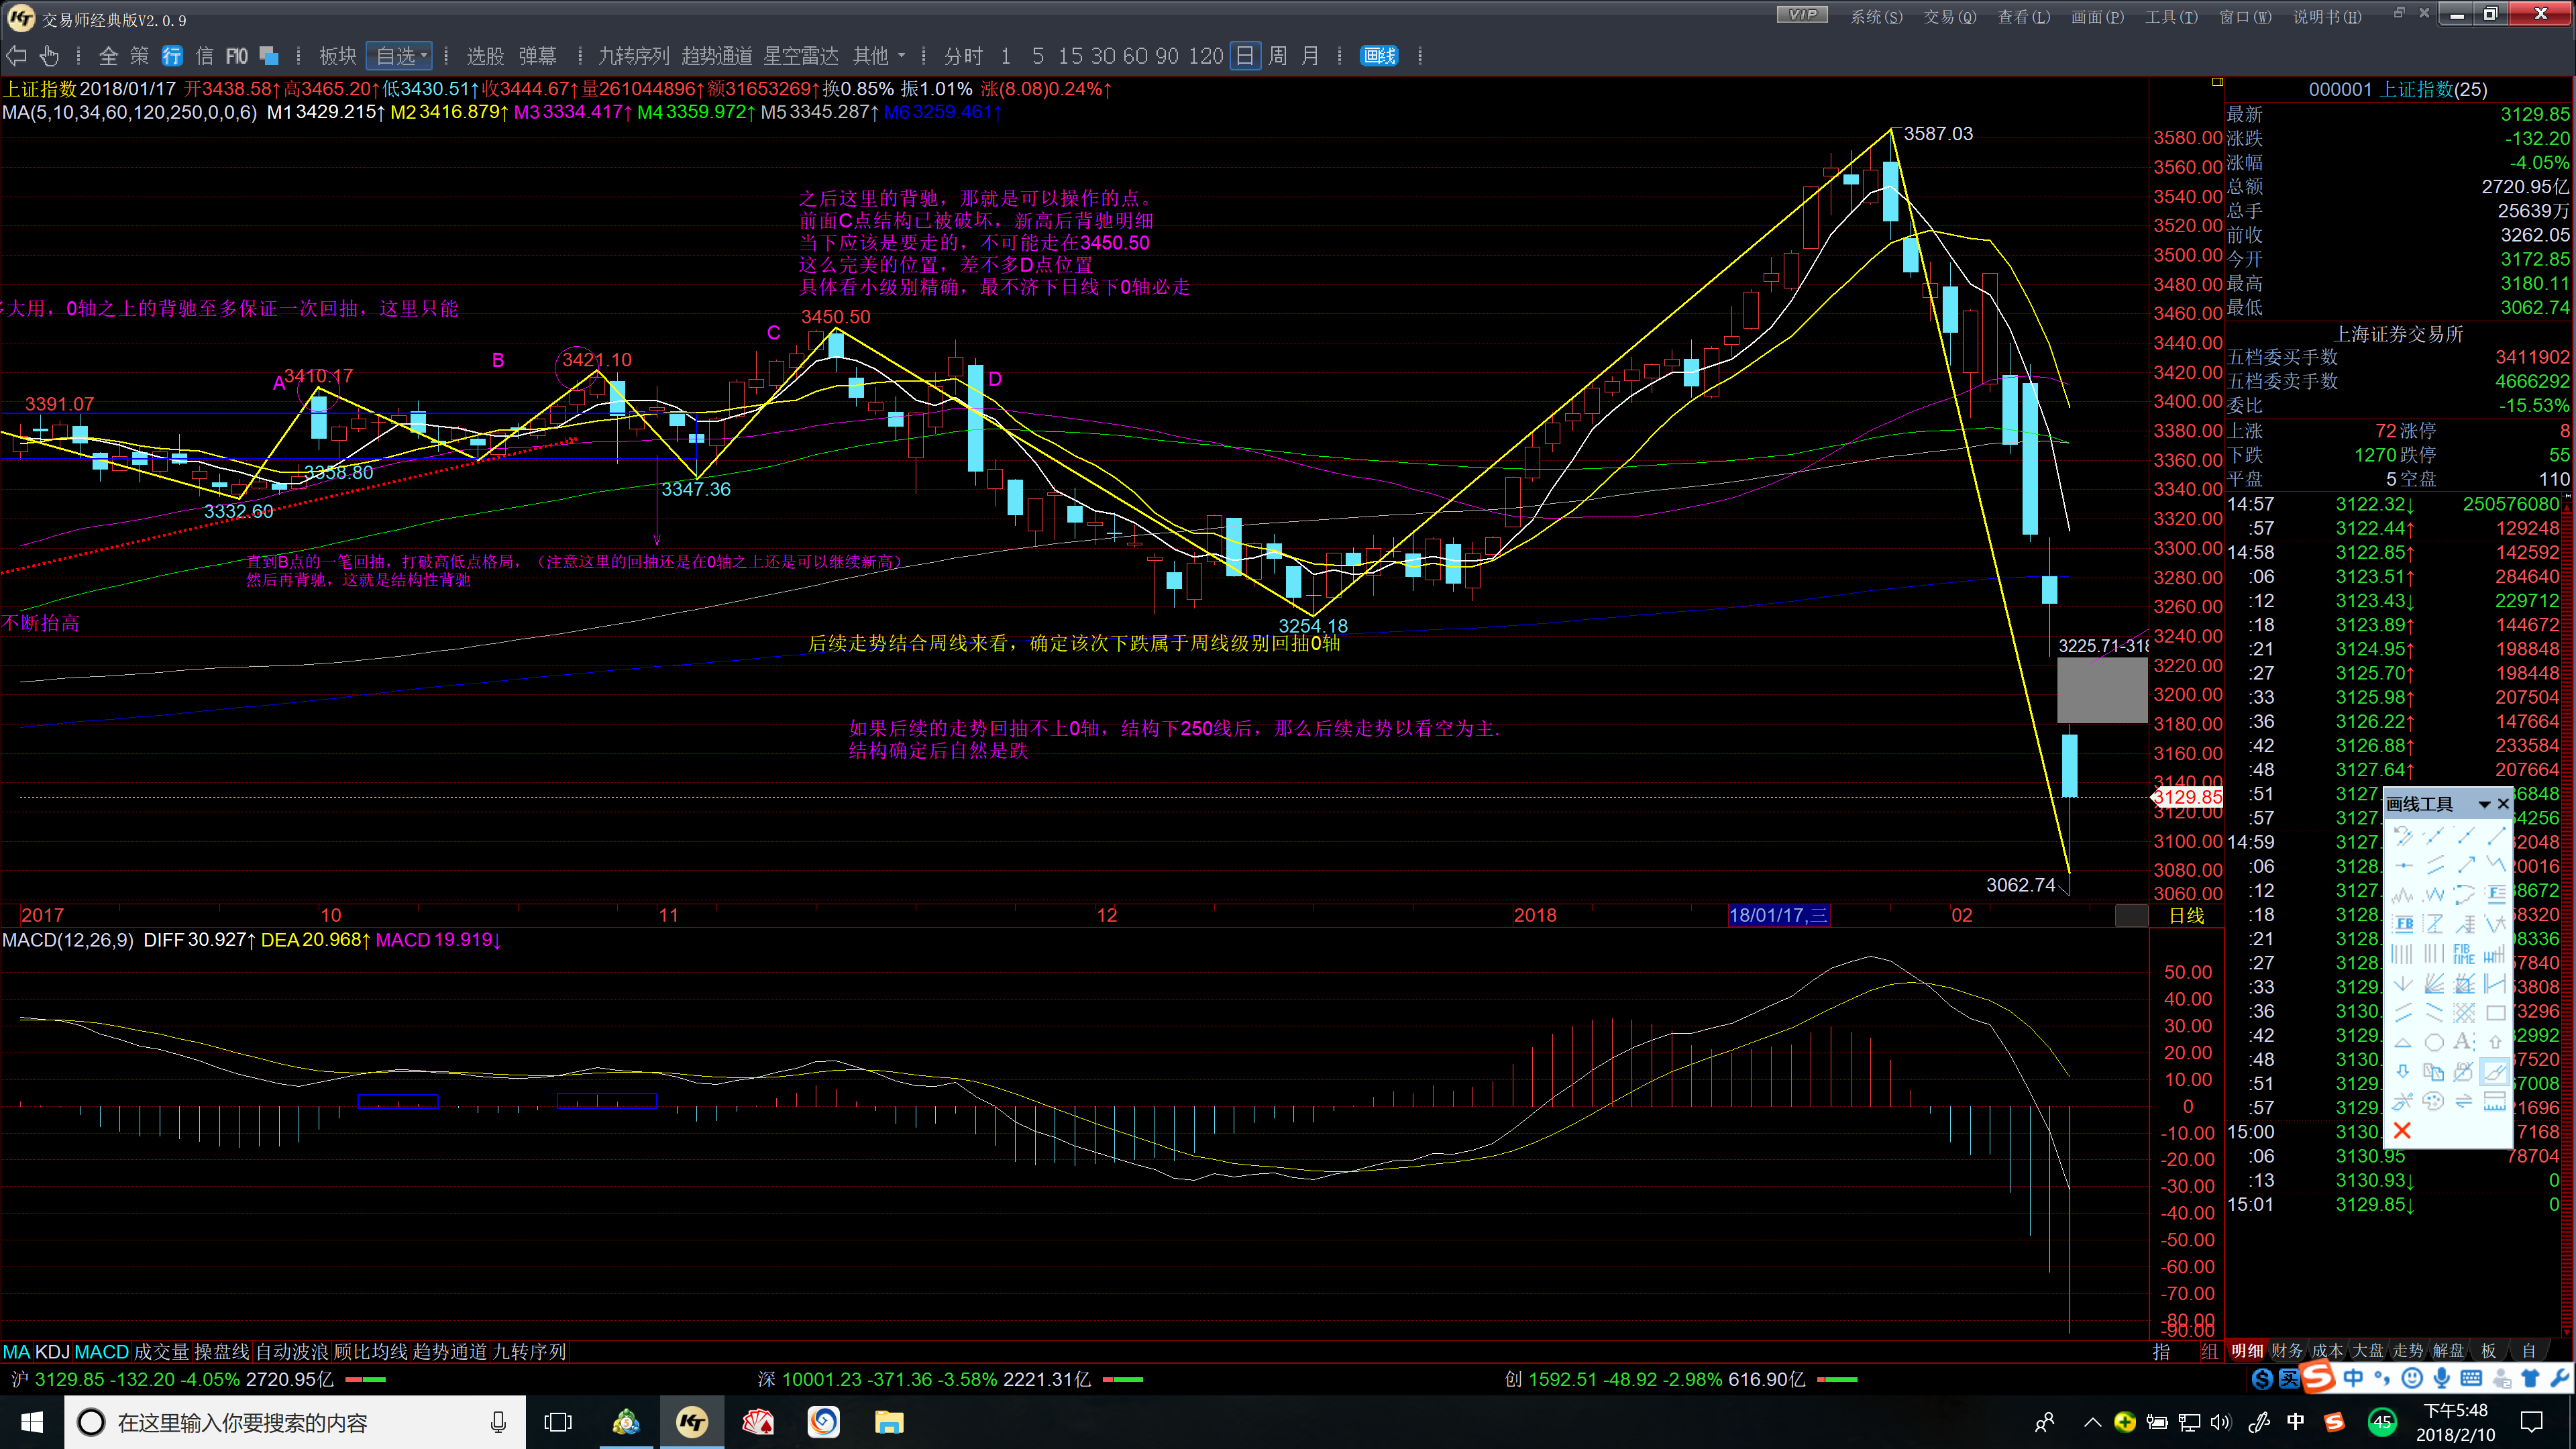 交易师经典版V2.0.9
VIP 系统(S) 交易(Q) 查看(L) 画面(P) 工具(T) 窗口(W) 说明书(H)
全 策 行 信 F10 板块 自选 选股 弹幕 九转序列 趋势通道 星空雷达 其他 分时 1 5 15 30 60 90 120 日 周 月 画线
上证指数 2018/01/17 开3438.58↑ 高3465.20↑ 低3430.51↑ 收3444.67↑ 量261044896↑ 额31653269↑ 换0.85% 振1.01% 涨(8.08)0.24%↑
MA(5,10,34,60,120,250,0,0,6) M1 3429.215↑ M2 3416.879↑ M3 3334.417↑ M4 3359.972↑ M5 3345.287↑ M6 3259.461↑
3587.03
之后这里的背驰，那就是可以操作的点。
前面C点结构已被破坏，新高后背驰明细
当下应该是要走的，不可能走在3450.50
这么完美的位置，差不多D点位置
具体看小级别精确，最不济下日线下0轴必走
大用，0轴之上的背驰至多保证一次回抽，这里只能
3450.50
C
B
3421.10
A
3410.17
D
3391.07
3358.80
3347.36
3332.60
直到B点的一笔回抽，打破高低点格局，（注意这里的回抽还是在0轴之上还是可以继续新高）
然后再背驰，这就是结构性背驰
不断抬高
3254.18
后续走势结合周线来看，确定该次下跌属于周线级别回抽0轴
3225.71-318
如果后续的走势回抽不上0轴，结构下250线后，那么后续走势以看空为主.
结构确定后自然是跌
3062.74
3580.00
3560.00
3540.00
3520.00
3500.00
3480.00
3460.00
3440.00
3420.00
3400.00
3380.00
3360.00
3340.00
3320.00
3300.00
3280.00
3260.00
3240.00
3220.00
3200.00
3180.00
3160.00
3140.00
3129.85
3120.00
3100.00
3080.00
3060.00
2017 10 11 12 2018 18/01/17,三 02 日线
MACD(12,26,9) DIFF 30.927↑ DEA 20.968↑ MACD 19.919↓
50.00
40.00
30.00
20.00
10.00
0
-10.00
-20.00
-30.00
-40.00
-50.00
-60.00
-70.00
-80.00
-90.00
000001 上证指数(25)
最新 3129.85
涨跌 -132.20
涨幅 -4.05%
总额 2720.95亿
总手 25639万
前收 3262.05
今开 3172.85
最高 3180.11
最低 3062.74
上海证券交易所
五档委买手数 3411902
五档委卖手数 4666292
委比 -15.53%
上涨 72 涨停 8
下跌 1270 跌停 55
平盘 5 空盘 110
14:57 3122.32↓ 250576080
:57 3122.44↑ 129248
14:58 3122.85↑ 142592
:06 3123.51↑ 284640
:12 3123.43↓ 229712
:18 3123.89↑ 144672
:21 3124.95↑ 198848
:27 3125.70↑ 198448
:33 3125.98↑ 207504
:36 3126.22↑ 147664
:42 3126.88↑ 233584
:48 3127.64↑ 207664
:51 3127. 6848
:57 3127. 4256
14:59 3127. 2048
:06 3128. 0016
:12 3127. 8672
:18 3128. 8320
:21 3128. 8336
:27 3128. 7840
:33 3129. 3808
:36 3130. 3296
:42 3129. 2992
:48 3130. 7520
:51 3129. 7008
:57 3129. 1696
15:00 3130. 7168
:06 3130.95 78704
:13 3130.93↓ 0
15:01 3129.85↓ 0
画线工具
FB
FIB TIME
MA KDJ MACD 成交量 操盘线 自动波浪 顾比均线 趋势通道 九转序列
指 组
明细 财务 成本 大盘 走势 解盘 板 自
沪 3129.85 -132.20 -4.05% 2720.95亿
深 10001.23 -371.36 -3.58% 2221.31亿
创 1592.51 -48.92 -2.98% 616.90亿
买 中
在这里输入你要搜索的内容
中 45
下午5:48
2018/2/10